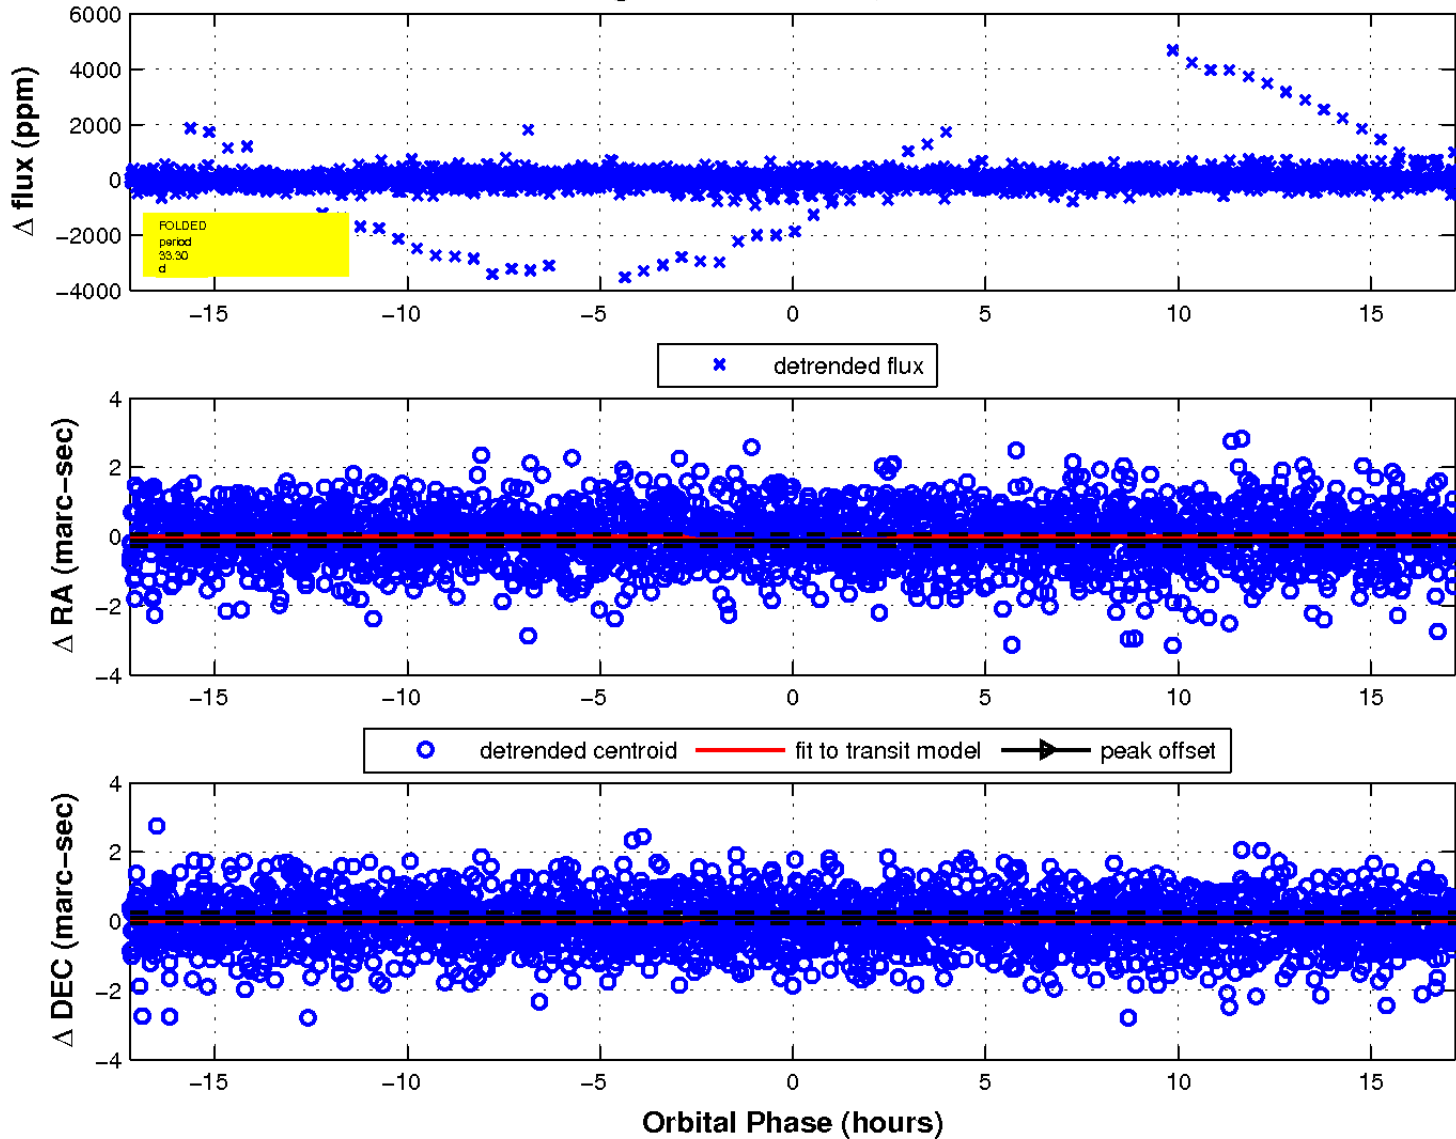 6000
4000
2000
0
−2000
−4000
Δ flux (ppm)
FOLDED
period
33.30
d
−15 −10 −5 0 5 10 15
detrended flux
4
2
0
−2
−4
Δ RA (marc−sec)
−15 −10 −5 0 5 10 15
detrended centroid fit to transit model peak offset
4
2
0
−2
−4
Δ DEC (marc−sec)
−15 −10 −5 0 5 10 15
Orbital Phase (hours)